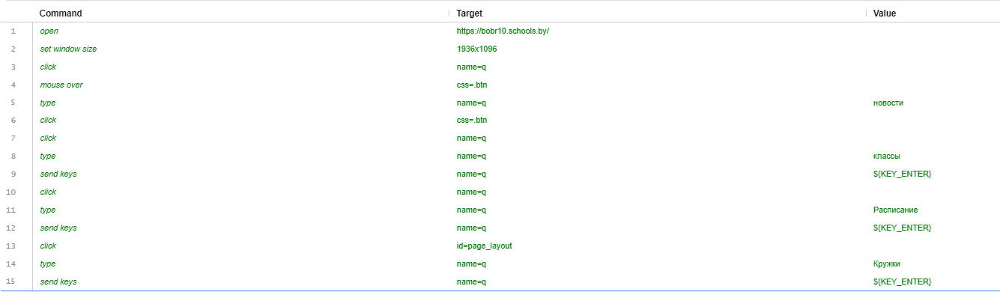 Command Target Value
1 open https://bobr10.schools.by/
2 set window size 1936x1096
3 click name=q
4 mouse over css=.btn
5 type name=q новости
6 click css=.btn
7 click name=q
8 type name=q классы
9 send keys name=q ${KEY_ENTER}
10 click name=q
11 type name=q Расписание
12 send keys name=q ${KEY_ENTER}
13 click id=page_layout
14 type name=q Кружки
15 send keys name=q ${KEY_ENTER}